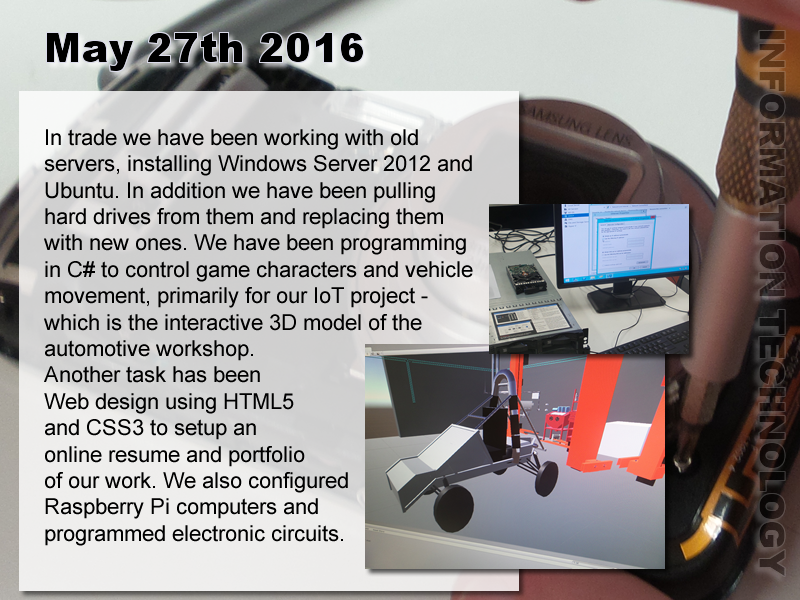 May 27th 2016
In trade we have been working with old
servers, installing Windows Server 2012 and
Ubuntu. In addition we have been pulling
hard drives from them and replacing them
with new ones. We have been programming
in C# to control game characters and vehicle
movement, primarily for our IoT project -
which is the interactive 3D model of the
automotive workshop.
Another task has been
Web design using HTML5
and CSS3 to setup an
online resume and portfolio
of our work. We also configured
Raspberry Pi computers and
programmed electronic circuits.
INFORMATION TECHNOLOGY
SAMSUNG LENS